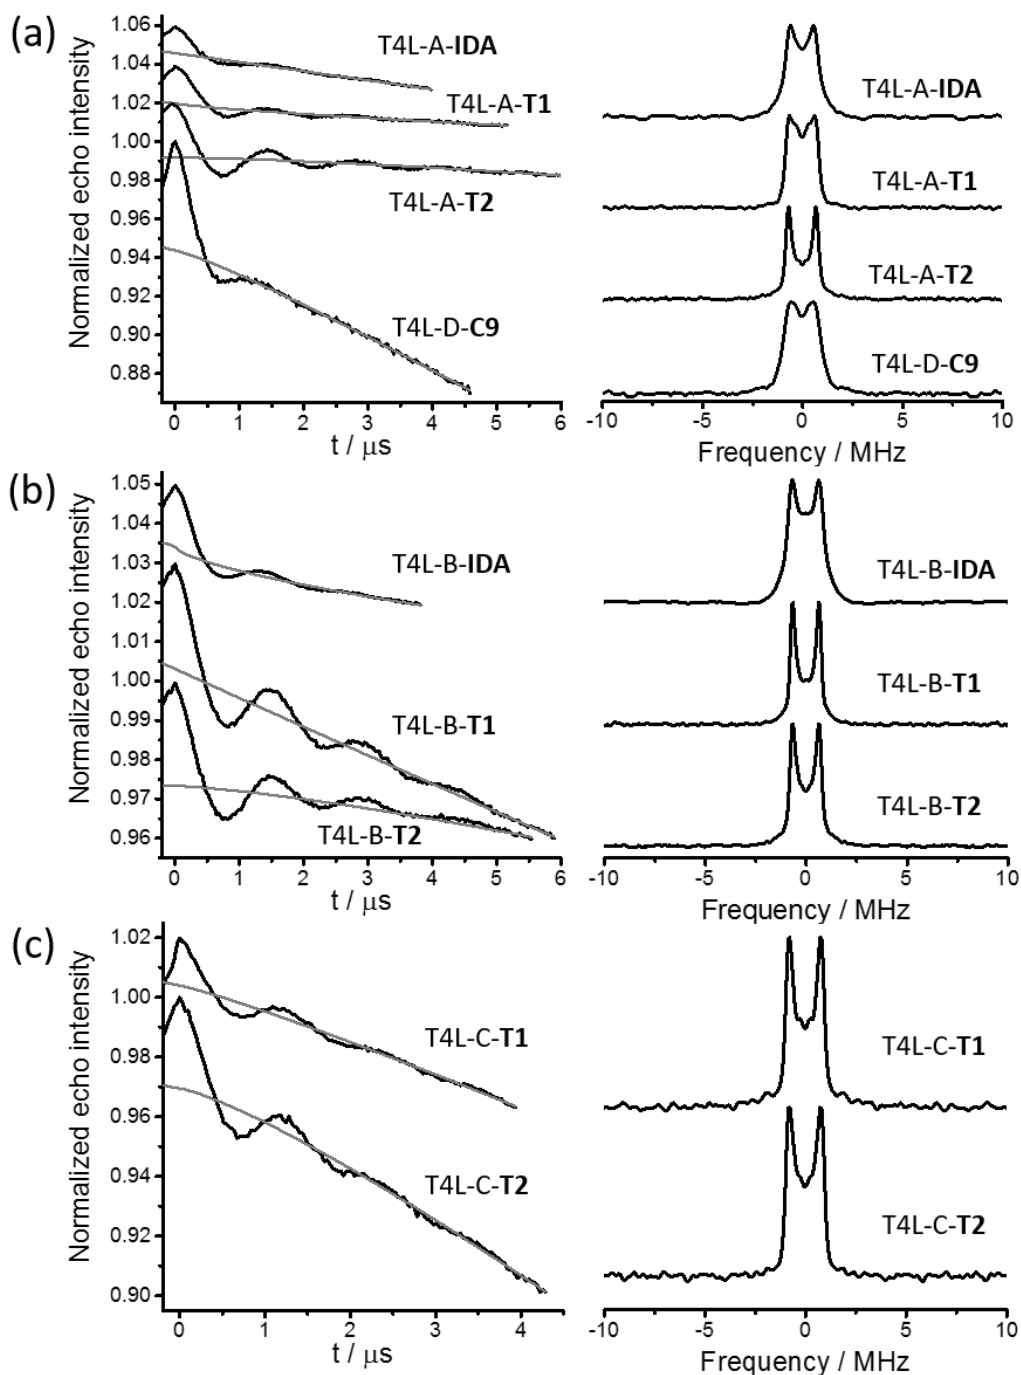 (a)
Normalized echo intensity
1.06
1.04
1.02
1.00
0.98
0.96
0.94
0.92
0.90
0.88
T4L-A-IDA
T4L-A-T1
T4L-A-T2
T4L-D-C9
0 1 2 3 4 5 6
t / μs
T4L-A-IDA
T4L-A-T1
T4L-A-T2
T4L-D-C9
-10 -5 0 5 10
Frequency / MHz
(b)
Normalized echo intensity
1.05
1.04
1.03
1.02
1.01
1.00
0.99
0.98
0.97
0.96
T4L-B-IDA
T4L-B-T1
T4L-B-T2
0 1 2 3 4 5 6
t / μs
T4L-B-IDA
T4L-B-T1
T4L-B-T2
-10 -5 0 5 10
Frequency / MHz
(c)
Normalized echo intensity
1.02
1.00
0.98
0.96
0.94
0.92
0.90
T4L-C-T1
T4L-C-T2
0 1 2 3 4
t / μs
T4L-C-T1
T4L-C-T2
-10 -5 0 5 10
Frequency / MHz